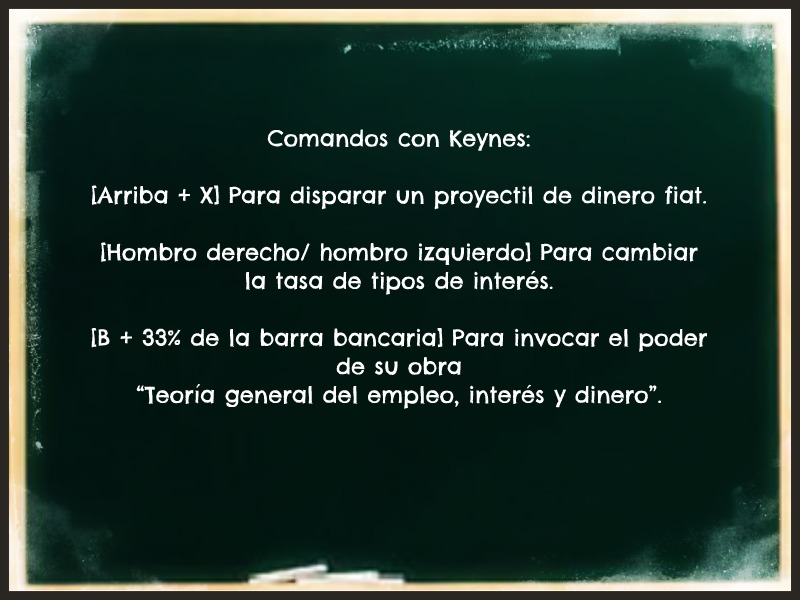 Comandos con Keynes:
[Arriba + X] Para disparar un proyectil de dinero fiat.
[Hombro derecho/ hombro izquierdo] Para cambiar
la tasa de tipos de interés.
[B + 33% de la barra bancaria] Para invocar el poder
de su obra
“Teoría general del empleo, interés y dinero”.